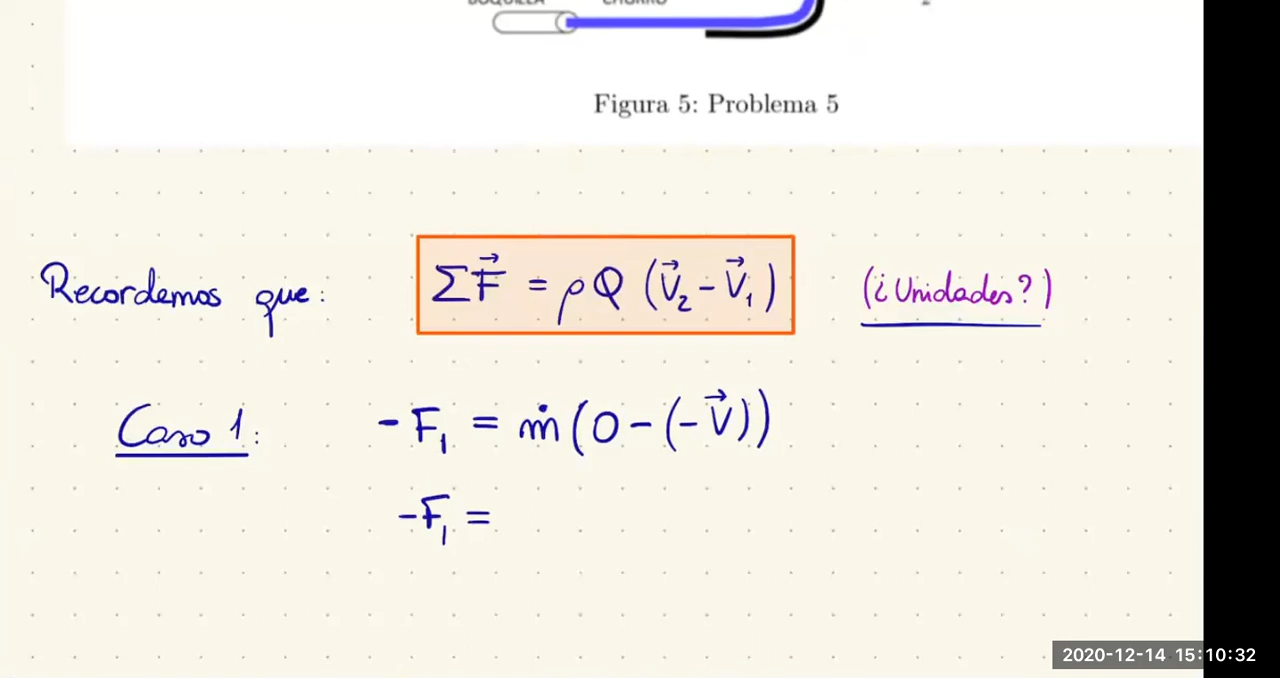 Figura 5: Problema 5
Recordemos que: ΣF⃗ = ρQ (V⃗₂ - V⃗₁) (¿Unidades?)
Caso 1: -F₁ = ṁ(0-(-V⃗))
-F₁ =
2020-12-14 15:10:32